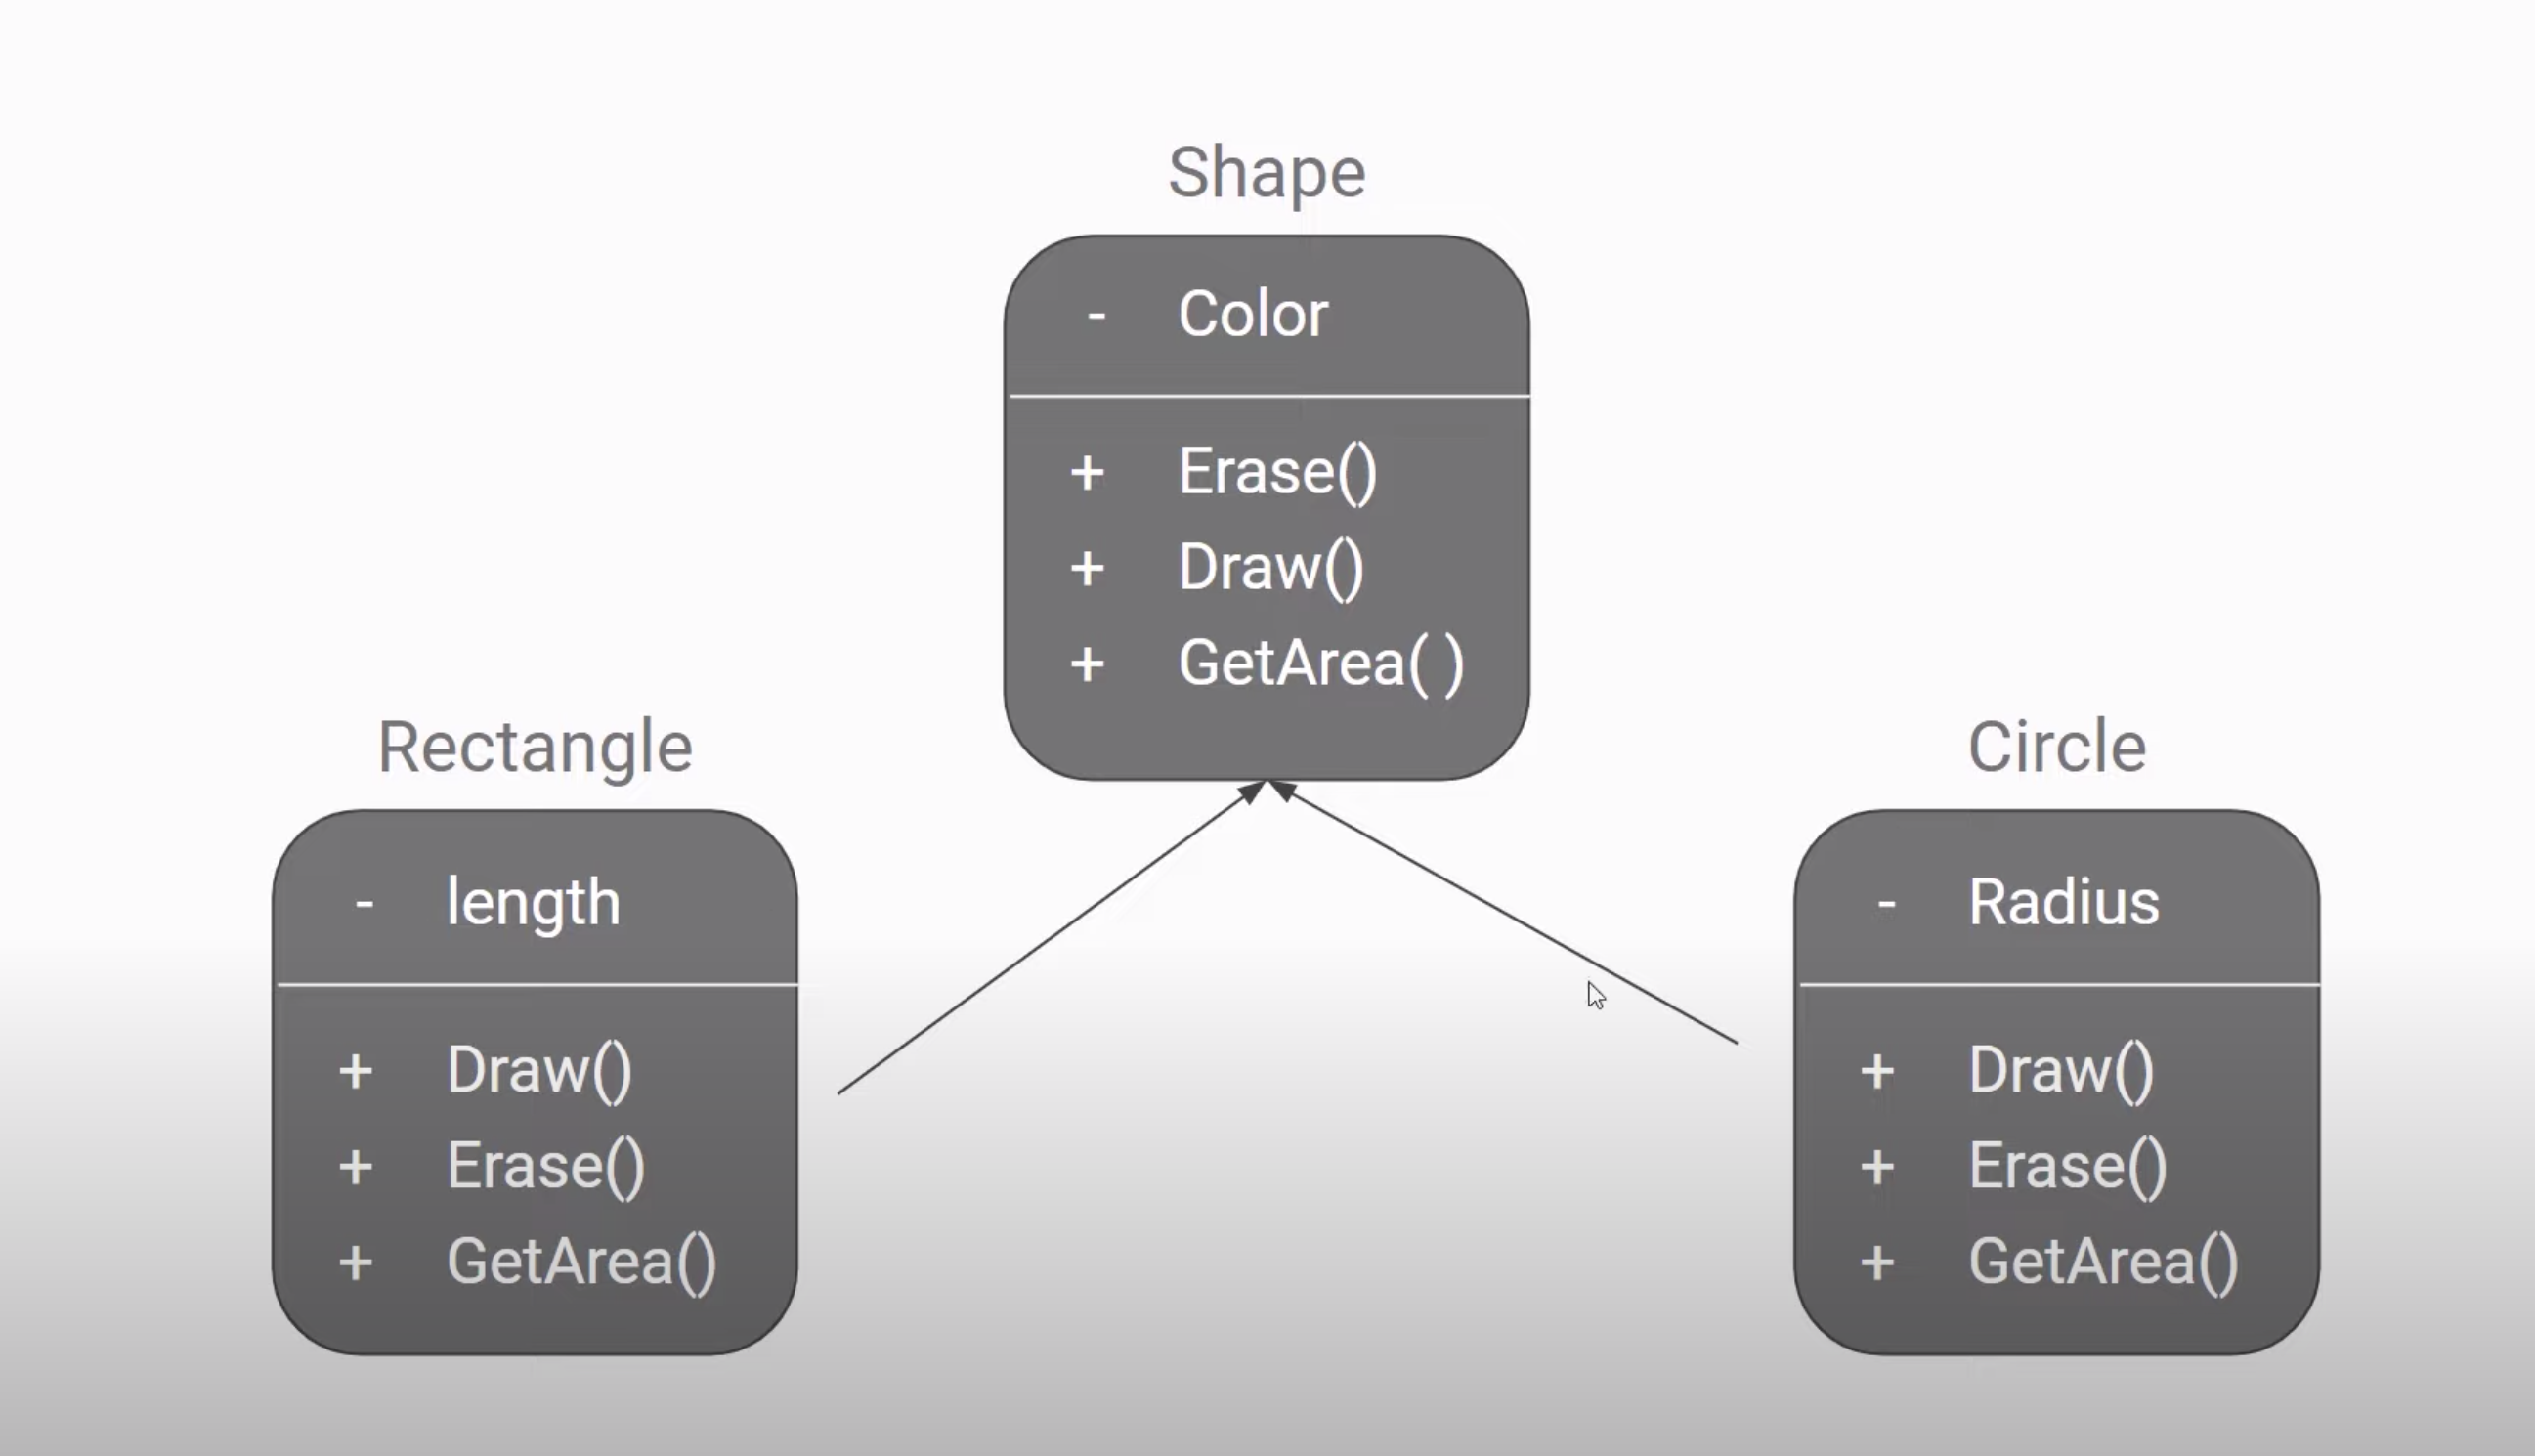 Shape
- Color
+ Erase()
+ Draw()
+ GetArea( )
Rectangle
- length
+ Draw()
+ Erase()
+ GetArea()
Circle
- Radius
+ Draw()
+ Erase()
+ GetArea()